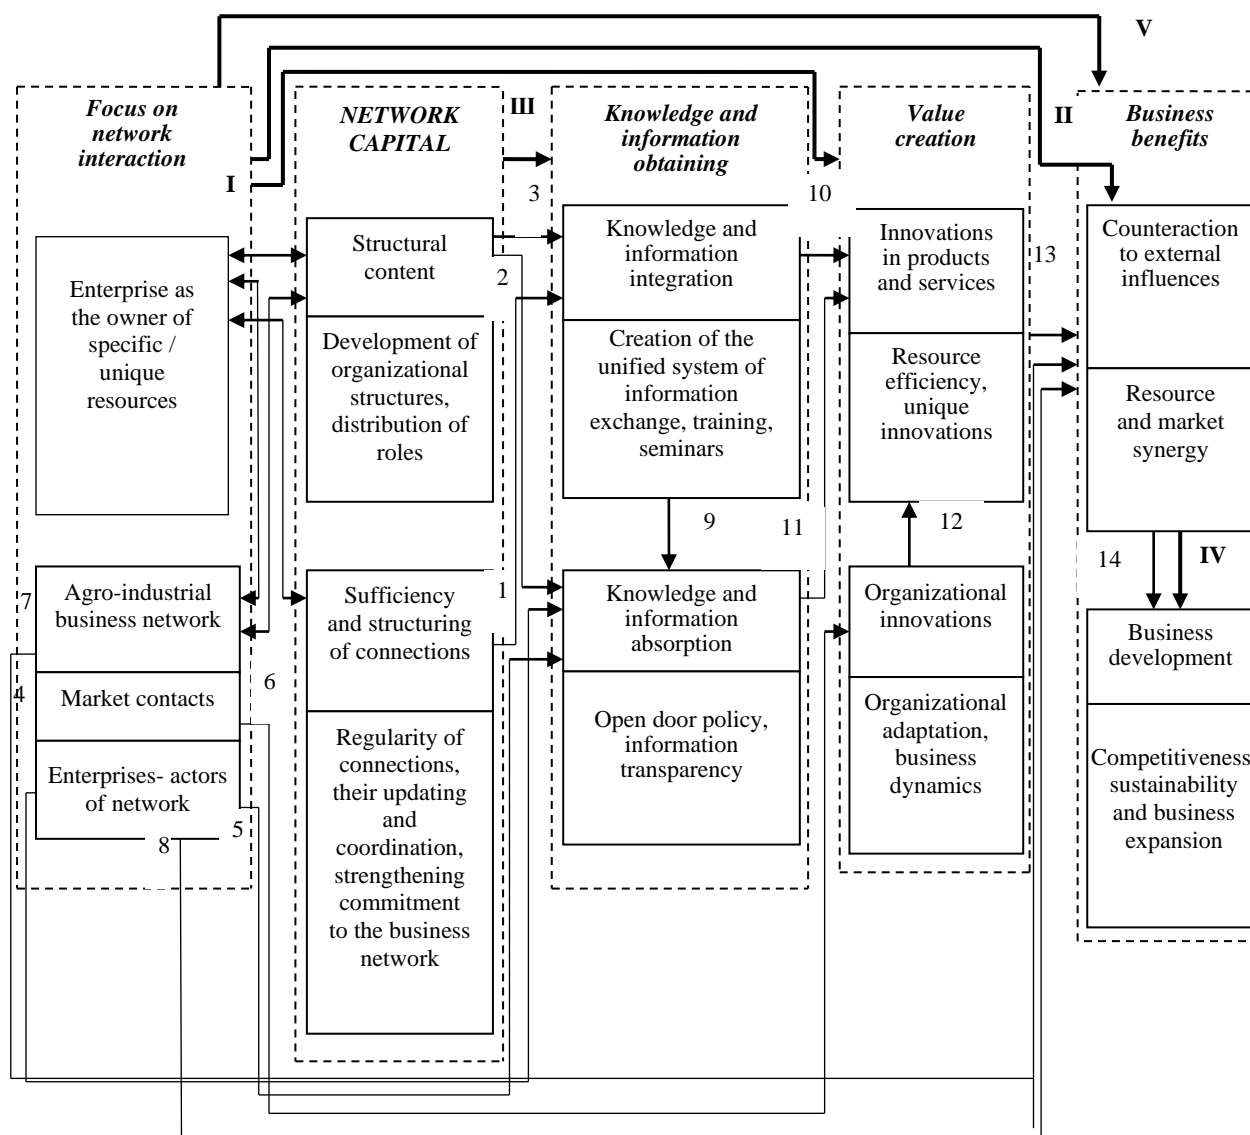 V
Focus on
network
interaction
I
NETWORK
CAPITAL
III
Knowledge and
information
obtaining
Value
creation
II
Business
benefits
3
10
Enterprise as
the owner of
specific /
unique
resources
Structural
content
2
Development of
organizational
structures,
distribution of
roles
Knowledge and
information
integration
Creation of the
unified system of
information
exchange, training,
seminars
Innovations
in products
and services
13
Resource
efficiency,
unique
innovations
Counteraction
to external
influences
Resource
and market
synergy
9
11
12
14
IV
7
Agro-industrial
business network
4
Market contacts
6
Enterprises- actors
of network
8
5
Sufficiency
and structuring
of connections
1
Regularity of
connections,
their updating
and
coordination,
strengthening
commitment
to the business
network
Knowledge and
information
absorption
Open door policy,
information
transparency
Organizational
innovations
Organizational
adaptation,
business
dynamics
Business
development
Competitiveness
sustainability
and business
expansion